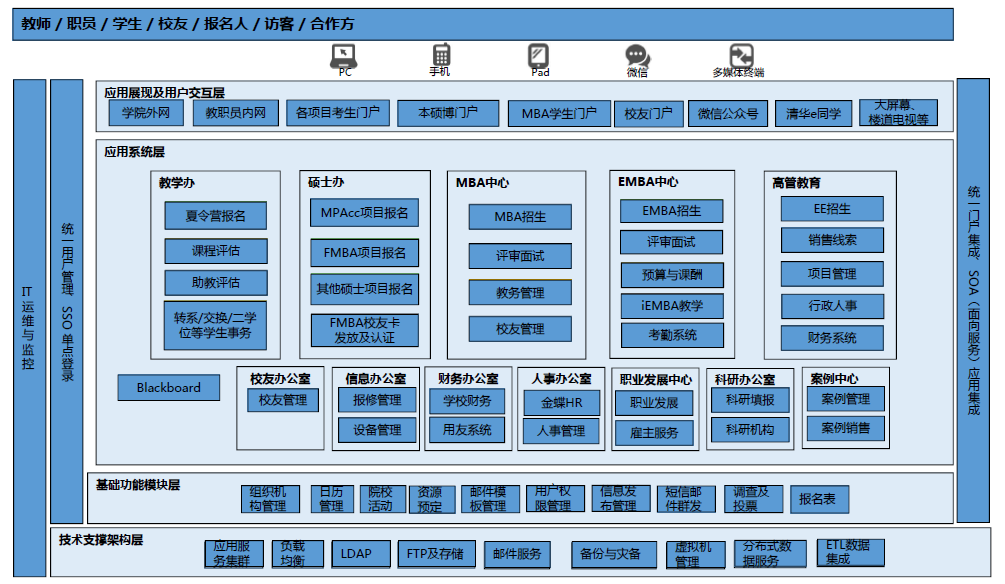 教师 / 职员 / 学生 / 校友 / 报名人 / 访客 / 合作方
PC
手机
Pad
微信
多媒体终端
IT运维与监控
统一用户管理、SSO 单点登录
统一门户集成、SOA（面向服务）应用集成
应用展现及用户交互层
学院外网
教职员内网
各项目考生门户
本硕博门户
MBA学生门户
校友门户
微信公众号
清华e同学
大屏幕、
楼道电视等
应用系统层
教学办
夏令营报名
课程评估
助教评估
转系/交换/二学
位等学生事务
硕士办
MPAcc项目报名
FMBA项目报名
其他硕士项目报名
FMBA校友卡
发放及认证
MBA中心
MBA招生
评审面试
教务管理
校友管理
EMBA中心
EMBA招生
评审面试
预算与课酬
iEMBA教学
考勤系统
高管教育
EE招生
销售线索
项目管理
行政人事
财务系统
Blackboard
校友办公室
校友管理
信息办公室
报修管理
设备管理
财务办公室
学校财务
用友系统
人事办公室
金蝶HR
人事管理
职业发展中心
职业发展
雇主服务
科研办公室
科研填报
科研机构
案例中心
案例管理
案例销售
基础功能模块层
组织机
构管理
日历
管理
院校
活动
资源
预定
邮件模
板管理
用户权
限管理
信息发
布管理
短信邮
件群发
调查及
投票
报名表
技术支撑架构层
应用服
务集群
负载
均衡
LDAP
FTP及存储
邮件服务
备份与灾备
虚拟机
管理
分布式数
据服务
ETL数据
集成